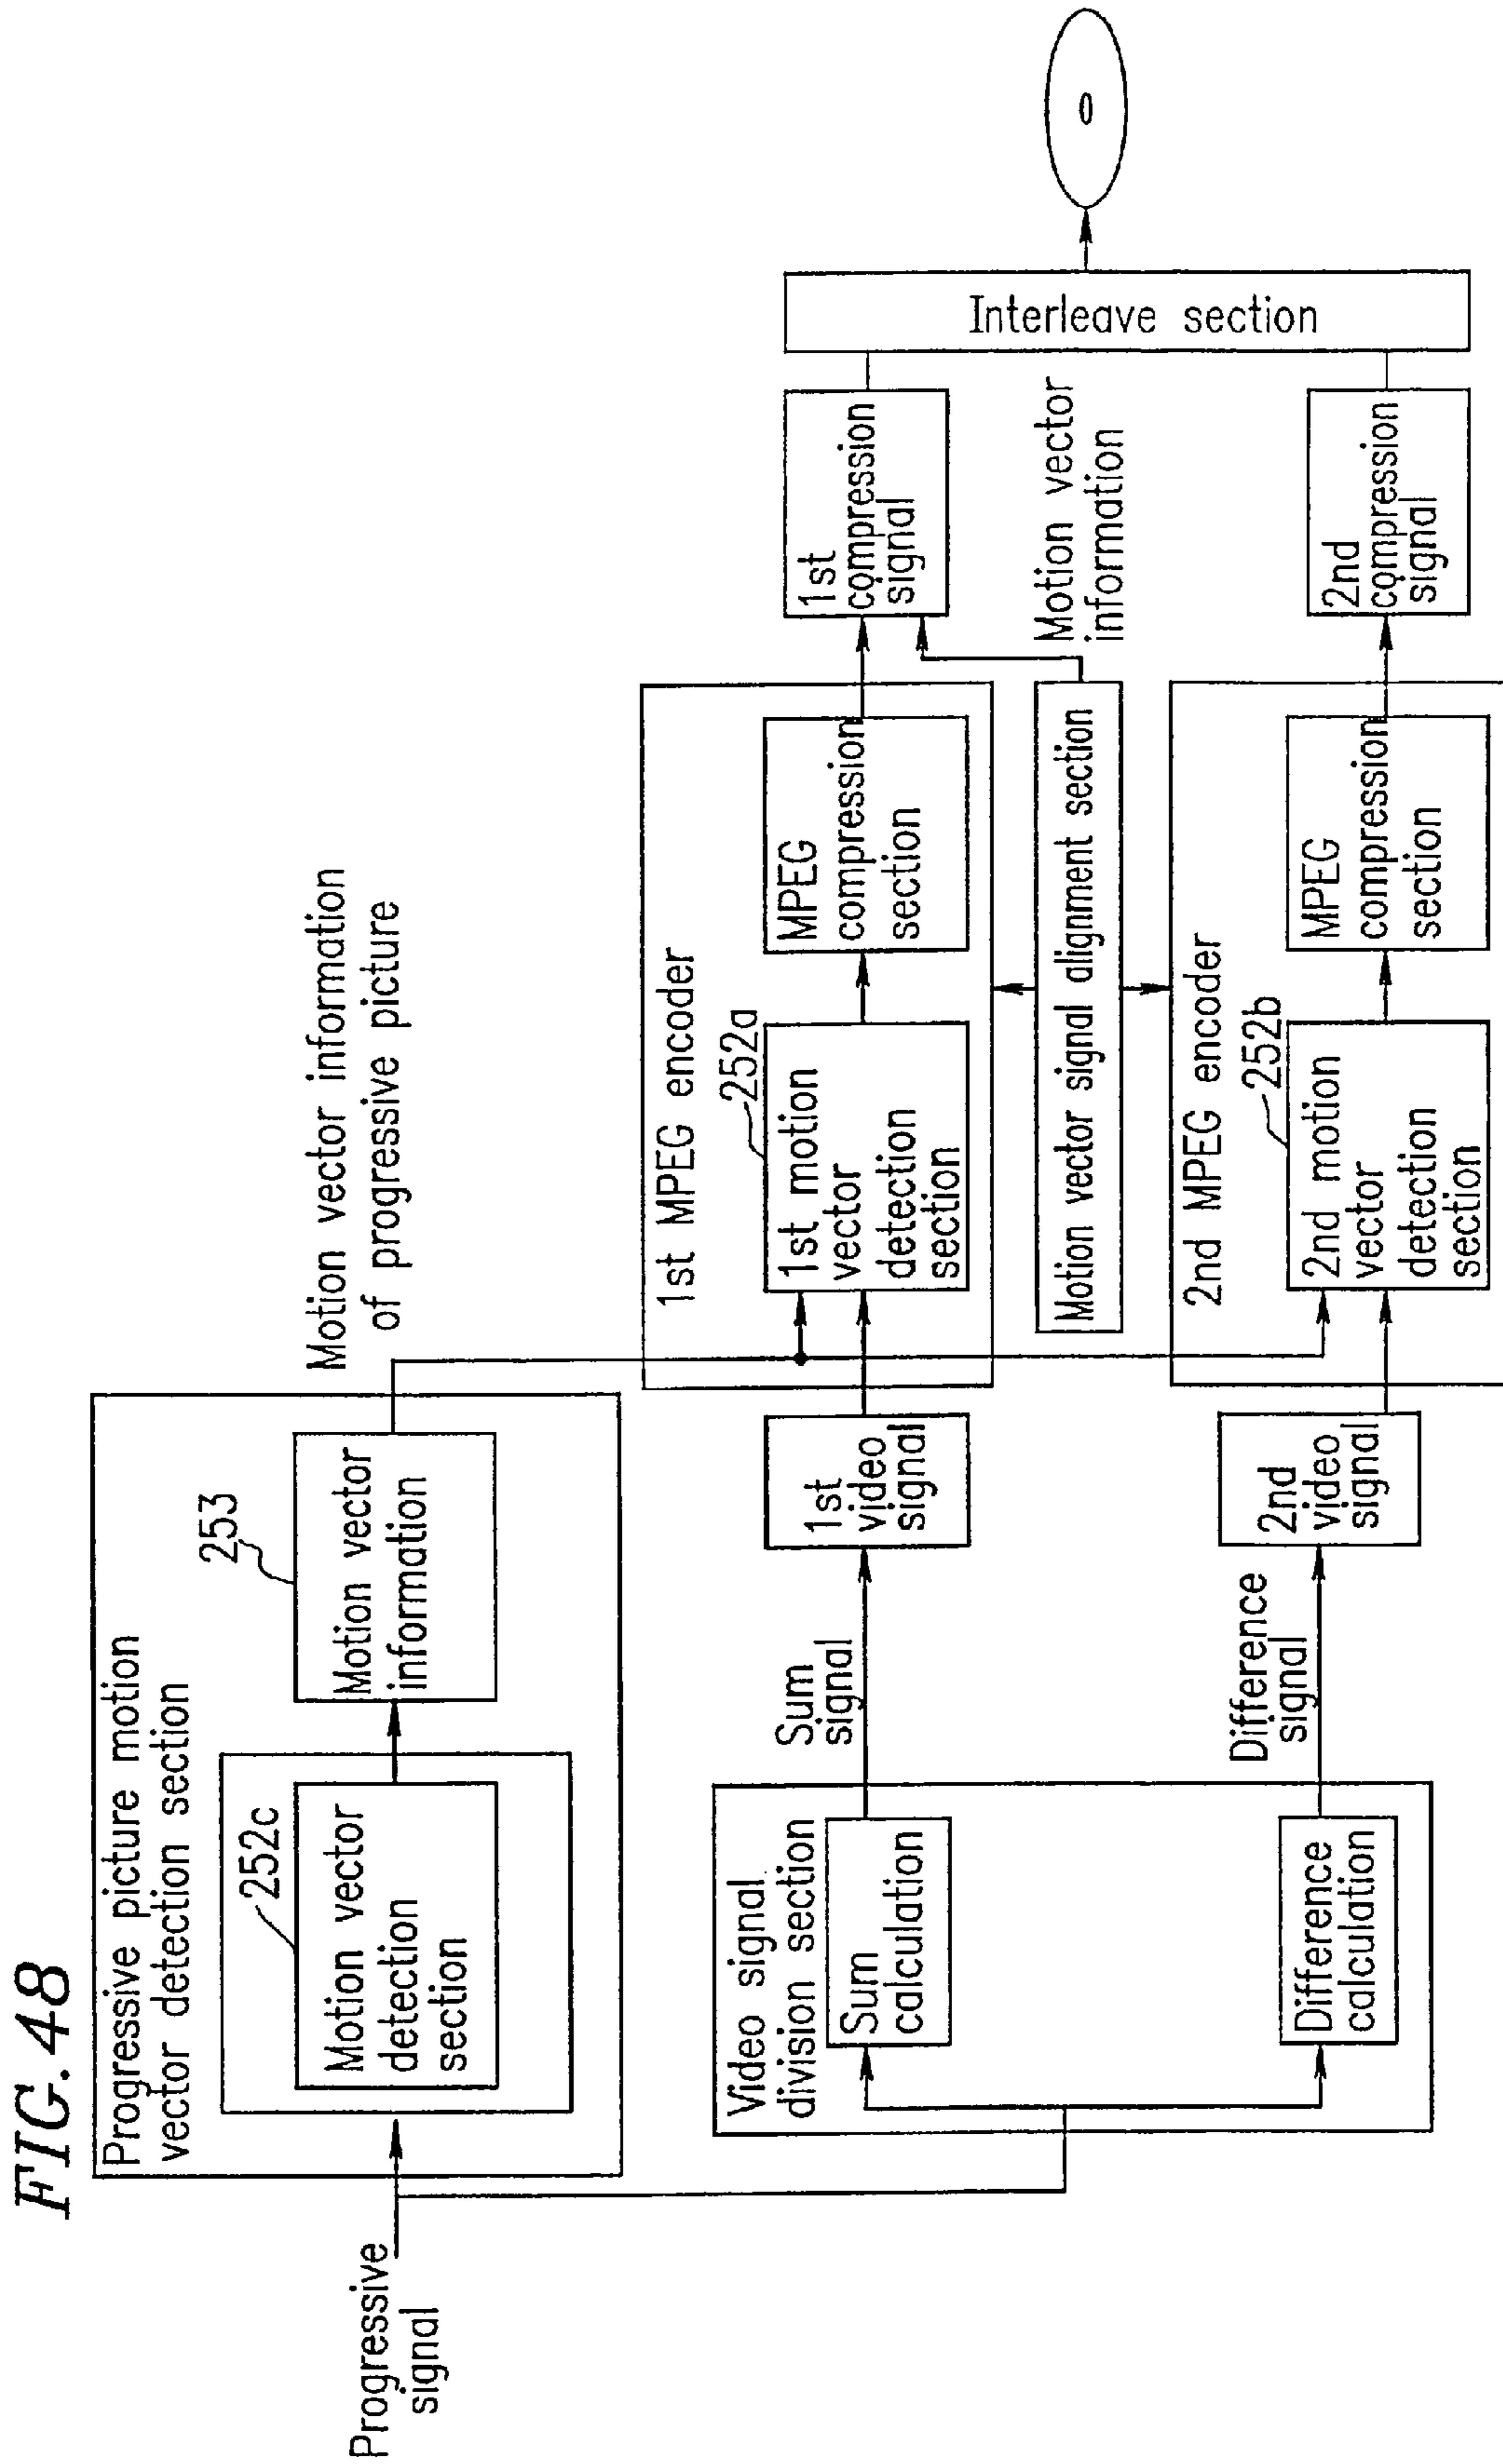 FIG. 48
Progressive
signal
Progressive picture motion
vector detection section
252c
Motion vector
detection
section
253
Motion vector
information
Motion vector information
of progressive picture
Video signal
division section
Sum
calculation
Difference
calculation
Sum
signal
Difference
signal
1st
video
signal
2nd
video
signal
1st MPEG encoder
252a
1st motion
vector
detection
section
MPEG
compression
section
Motion vector signal alignment section
2nd MPEG encoder
252b
2nd motion
vector
detection
section
MPEG
compression
section
1st
compression
signal
Motion vector
information
2nd
compression
signal
Interleave section